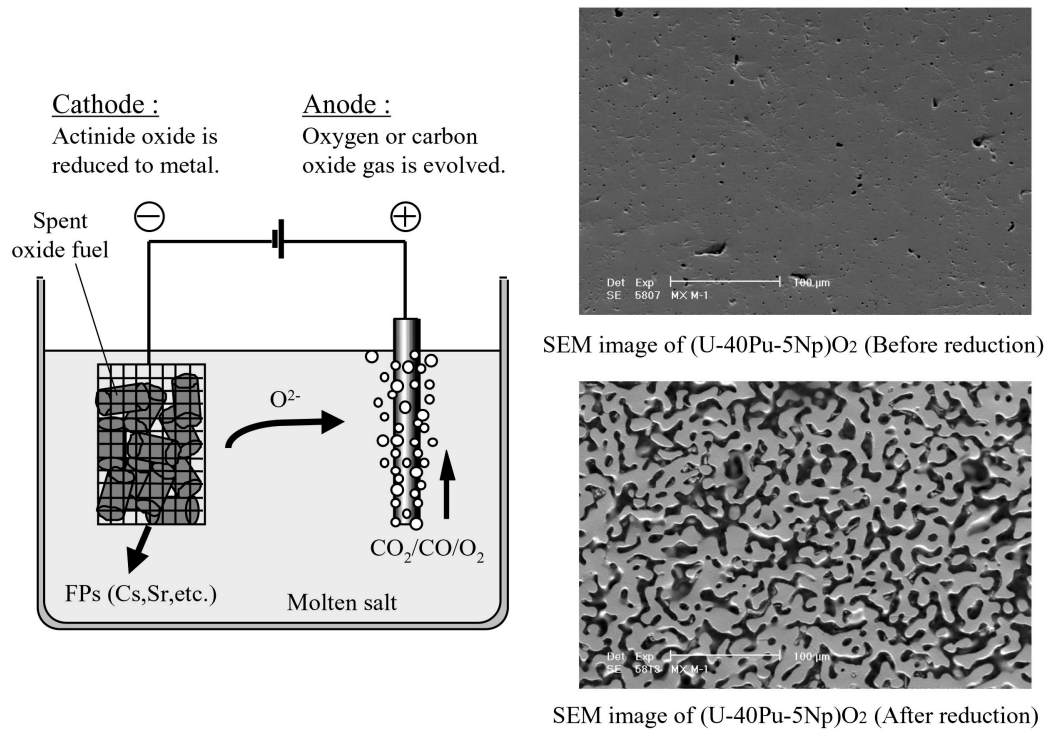 Cathode :
Actinide oxide is
reduced to metal.
Anode :
Oxygen or carbon
oxide gas is evolved.
Spent
oxide fuel
O²⁻
CO₂/CO/O₂
FPs (Cs,Sr,etc.)
Molten salt
Det Exp 100 µm
SE 5807 MX M-1
SEM image of (U-40Pu-5Np)O₂ (Before reduction)
Det Exp 100 µm
SE 5813 MX M-1
SEM image of (U-40Pu-5Np)O₂ (After reduction)